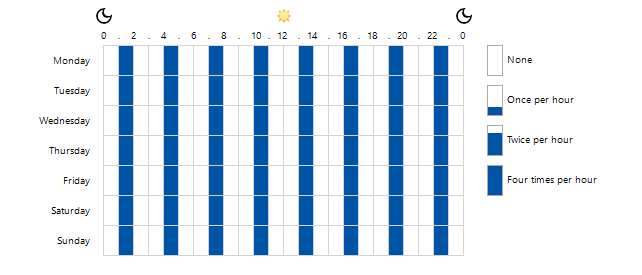 0 . 2 . 4 . 6 . 8 . 10 . 12 . 14 . 16 . 18 . 20 . 22 . 0
Monday
Tuesday
Wednesday
Thursday
Friday
Saturday
Sunday
None
Once per hour
Twice per hour
Four times per hour